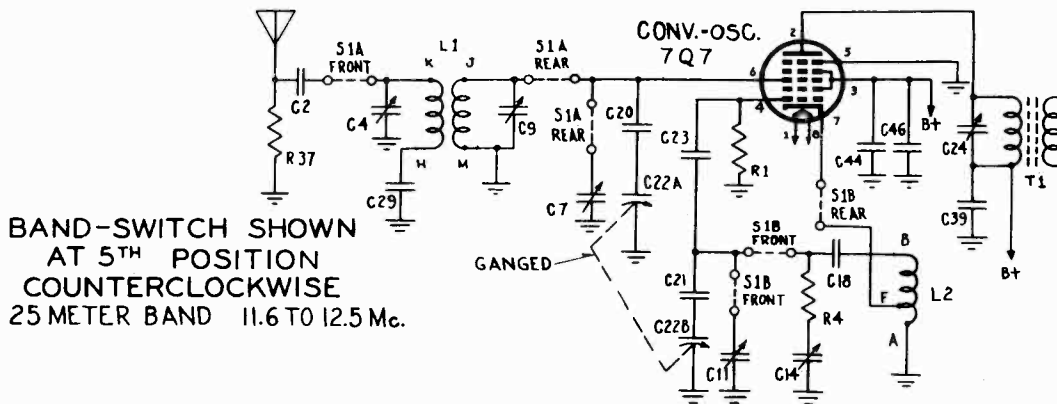 CONV.-OSC.
7Q7
2
5
3
6
4
1
8
7
S1A
FRONT
L1
K
J
S1A
REAR
C2
C4
C9
S1A
REAR
C20
C23
R1
C44
C46
B+
C24
T1
R37
H
M
C29
C7
C22A
S1B
REAR
C39
B+
S1B
FRONT
B
C18
L2
F
A
GANGED
C21
S1B
FRONT
R4
C22B
C11
C14
BAND-SWITCH SHOWN
AT 5TH POSITION
COUNTERCLOCKWISE
25 METER BAND 11.6 TO 12.5 Mc.